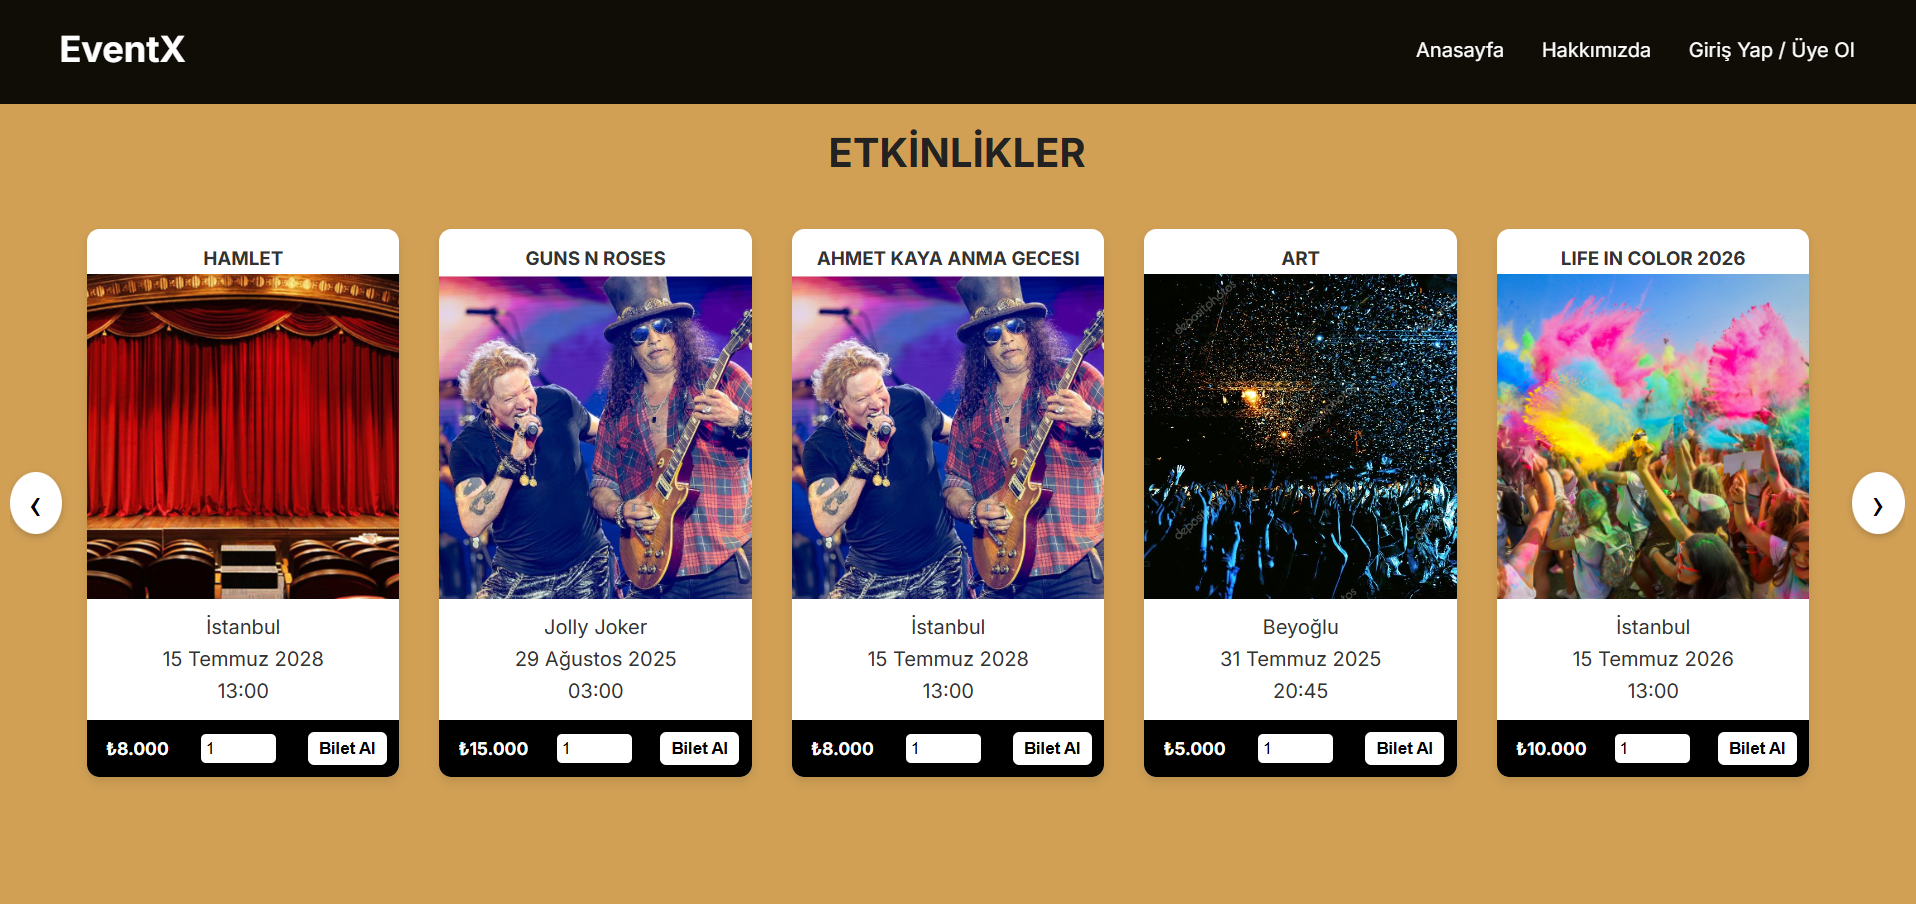 EventX
Anasayfa
Hakkımızda
Giriş Yap / Üye Ol
ETKİNLİKLER
HAMLET
İstanbul
15 Temmuz 2028
13:00
₺8.000
1
Bilet Al
GUNS N ROSES
Jolly Joker
29 Ağustos 2025
03:00
₺15.000
1
Bilet Al
AHMET KAYA ANMA GECESI
İstanbul
15 Temmuz 2028
13:00
₺8.000
1
Bilet Al
ART
depositphotos
depositphotos
depositphotos
Beyoğlu
31 Temmuz 2025
20:45
₺5.000
1
Bilet Al
LIFE IN COLOR 2026
İstanbul
15 Temmuz 2026
13:00
₺10.000
1
Bilet Al